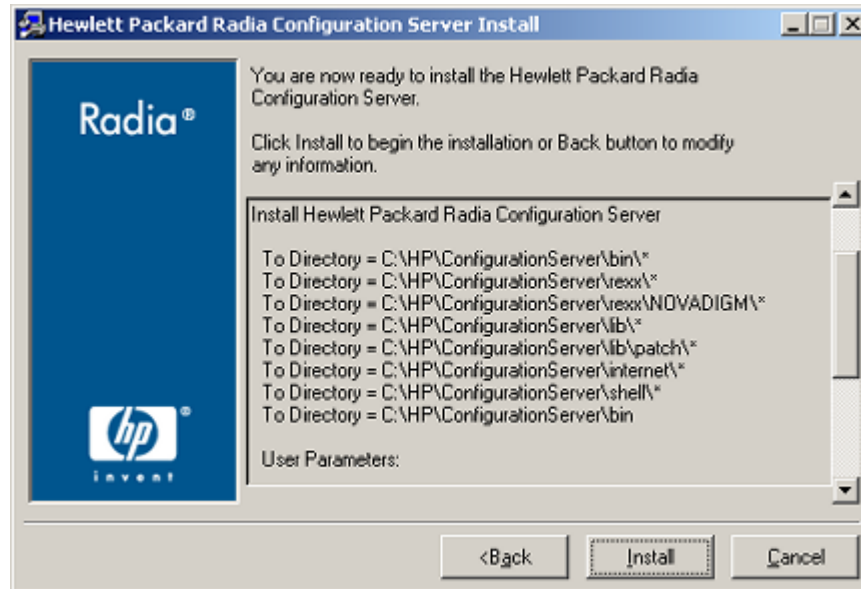 Hewlett Packard Radia Configuration Server Install
Radia®
You are now ready to install the Hewlett Packard Radia
Configuration Server.
Click Install to begin the installation or Back button to modify
any information.
Install Hewlett Packard Radia Configuration Server
To Directory = C:\HP\ConfigurationServer\bin\*
To Directory = C:\HP\ConfigurationServer\rexx\*
To Directory = C:\HP\ConfigurationServer\rexx\NOVADIGM\*
To Directory = C:\HP\ConfigurationServer\lib\*
To Directory = C:\HP\ConfigurationServer\lib\patch\*
To Directory = C:\HP\ConfigurationServer\internet\*
To Directory = C:\HP\ConfigurationServer\shell\*
To Directory = C:\HP\ConfigurationServer\bin
User Parameters:
hp®
invent
<Back
Install
Cancel